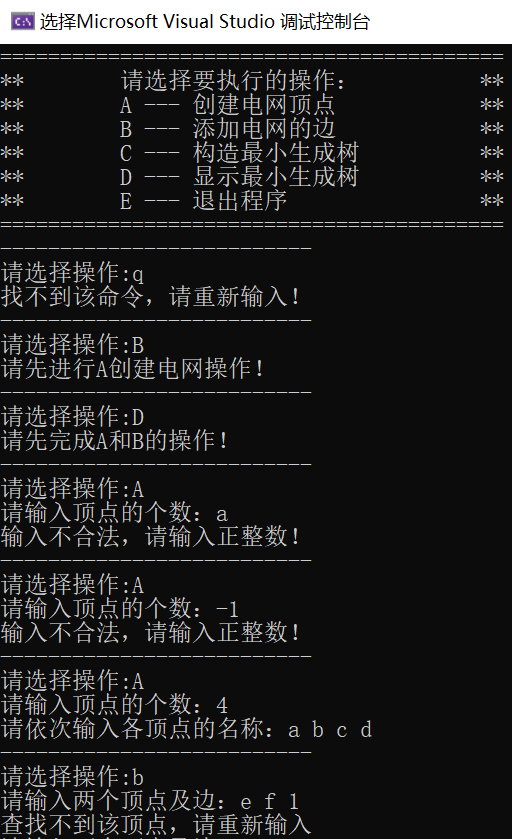 选择Microsoft Visual Studio 调试控制台
==========================================
**        请选择要执行的操作:           **
**        A --- 创建电网顶点            **
**        B --- 添加电网的边            **
**        C --- 构造最小生成树          **
**        D --- 显示最小生成树          **
**        E --- 退出程序                **
==========================================
--------------------------
请选择操作:q
找不到该命令，请重新输入！
--------------------------
请选择操作:B
请先进行A创建电网操作！
--------------------------
请选择操作:D
请先完成A和B的操作！
--------------------------
请选择操作:A
请输入顶点的个数：a
输入不合法，请输入正整数！
--------------------------
请选择操作:A
请输入顶点的个数：-1
输入不合法，请输入正整数！
--------------------------
请选择操作:A
请输入顶点的个数：4
请依次输入各顶点的名称：a b c d
--------------------------
请选择操作:b
请输入两个顶点及边：e f 1
查找不到该顶点，请重新输入